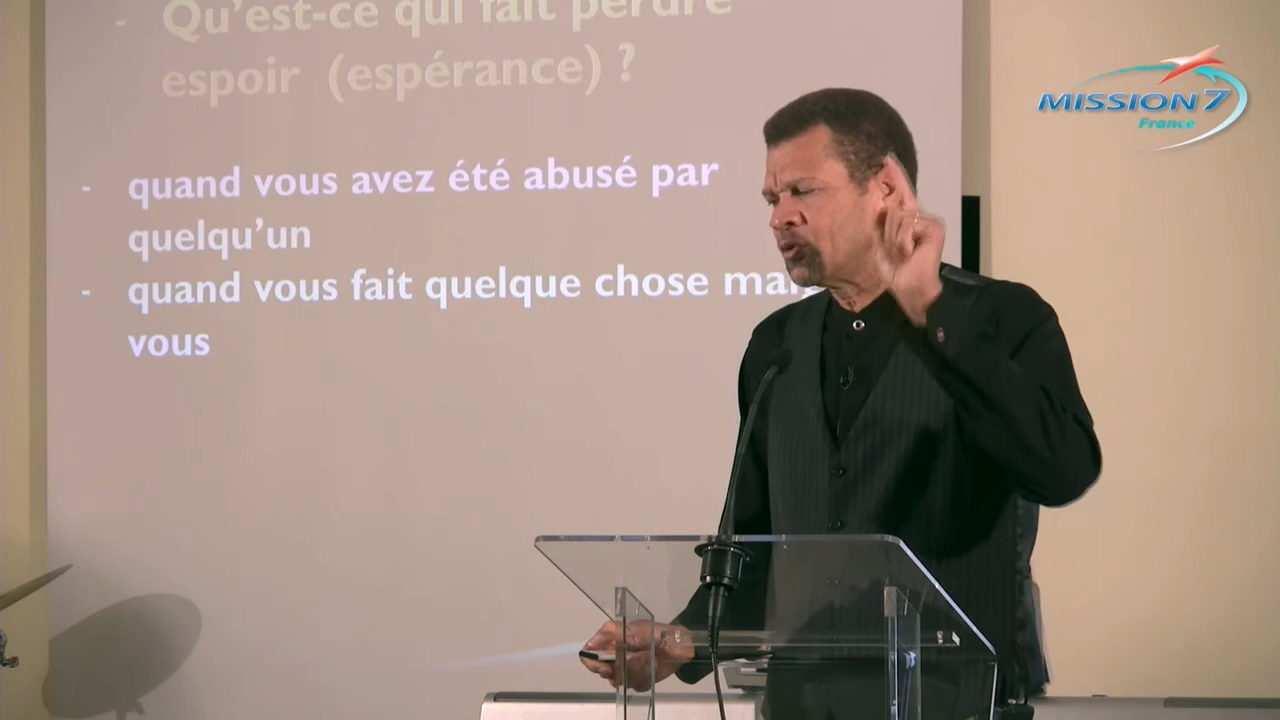 - Qu'est-ce qui fait perdre
espoir (espérance) ?
- quand vous avez été abusé par
quelqu'un
- quand vous fait quelque chose
vous
MISSION 7
France